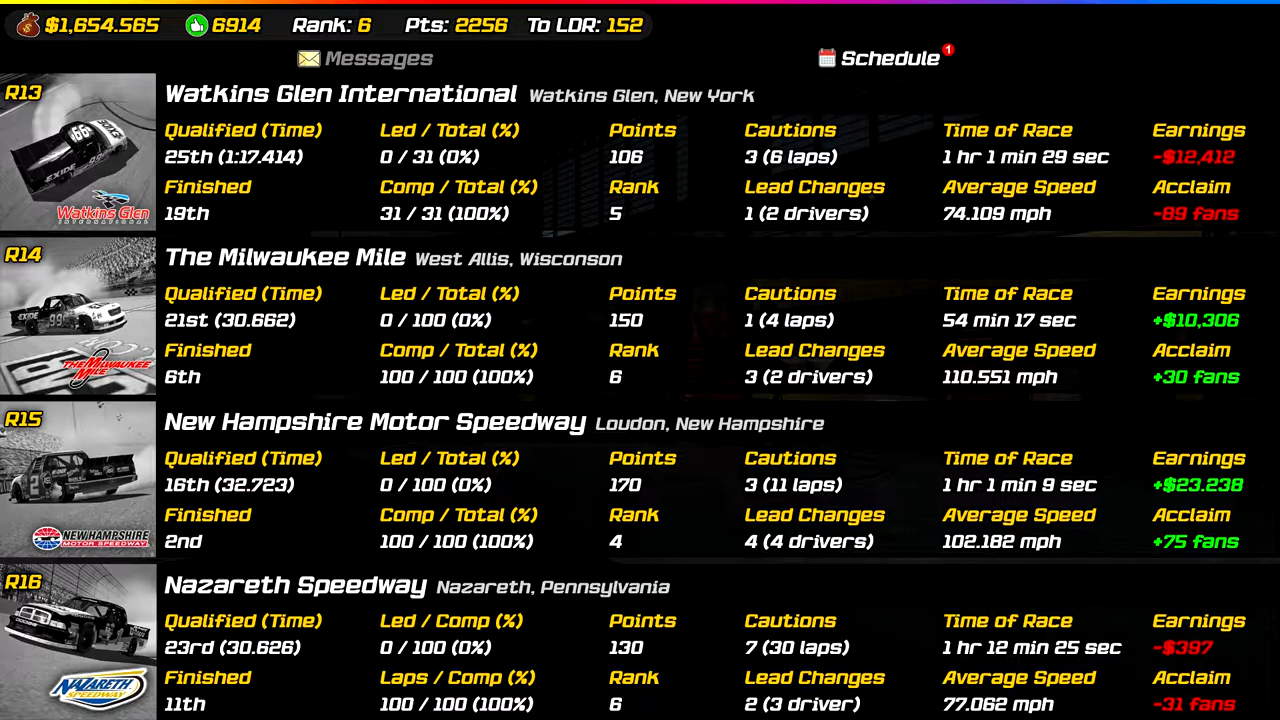 $1,654.565 6914 Rank: 6 Pts: 2256 To LDR: 152
Messages Schedule 1
R13 Watkins Glen International Watkins Glen, New York
Qualified (Time) Led / Total (%) Points Cautions Time of Race Earnings
25th (1:17.414) 0 / 31 (0%) 106 3 (6 laps) 1 hr 1 min 29 sec -$12,412
Finished Comp / Total (%) Rank Lead Changes Average Speed Acclaim
19th 31 / 31 (100%) 5 1 (2 drivers) 74.109 mph -89 fans
99 EXIDE
Watkins Glen
INTERNATIONAL
R14 The Milwaukee Mile West Allis, Wisconson
Qualified (Time) Led / Total (%) Points Cautions Time of Race Earnings
21st (30.662) 0 / 100 (0%) 150 1 (4 laps) 54 min 17 sec +$10,306
Finished Comp / Total (%) Rank Lead Changes Average Speed Acclaim
6th 100 / 100 (100%) 6 3 (2 drivers) 110.551 mph +30 fans
EXIDE 99
THE MILWAUKEE
MILE
R15 New Hampshire Motor Speedway Loudon, New Hampshire
Qualified (Time) Led / Total (%) Points Cautions Time of Race Earnings
16th (32.723) 0 / 100 (0%) 170 3 (11 laps) 1 hr 1 min 9 sec +$23.238
Finished Comp / Total (%) Rank Lead Changes Average Speed Acclaim
2nd 100 / 100 (100%) 4 4 (4 drivers) 102.182 mph +75 fans
2
NEW HAMPSHIRE
MOTOR SPEEDWAY
R16 Nazareth Speedway Nazareth, Pennsylvania
Qualified (Time) Led / Comp (%) Points Cautions Time of Race Earnings
23rd (30.626) 0 / 100 (0%) 130 7 (30 laps) 1 hr 12 min 25 sec -$397
Finished Laps / Comp (%) Rank Lead Changes Average Speed Acclaim
11th 100 / 100 (100%) 6 2 (3 driver) 77.062 mph -31 fans
NAZARETH
SPEEDWAY